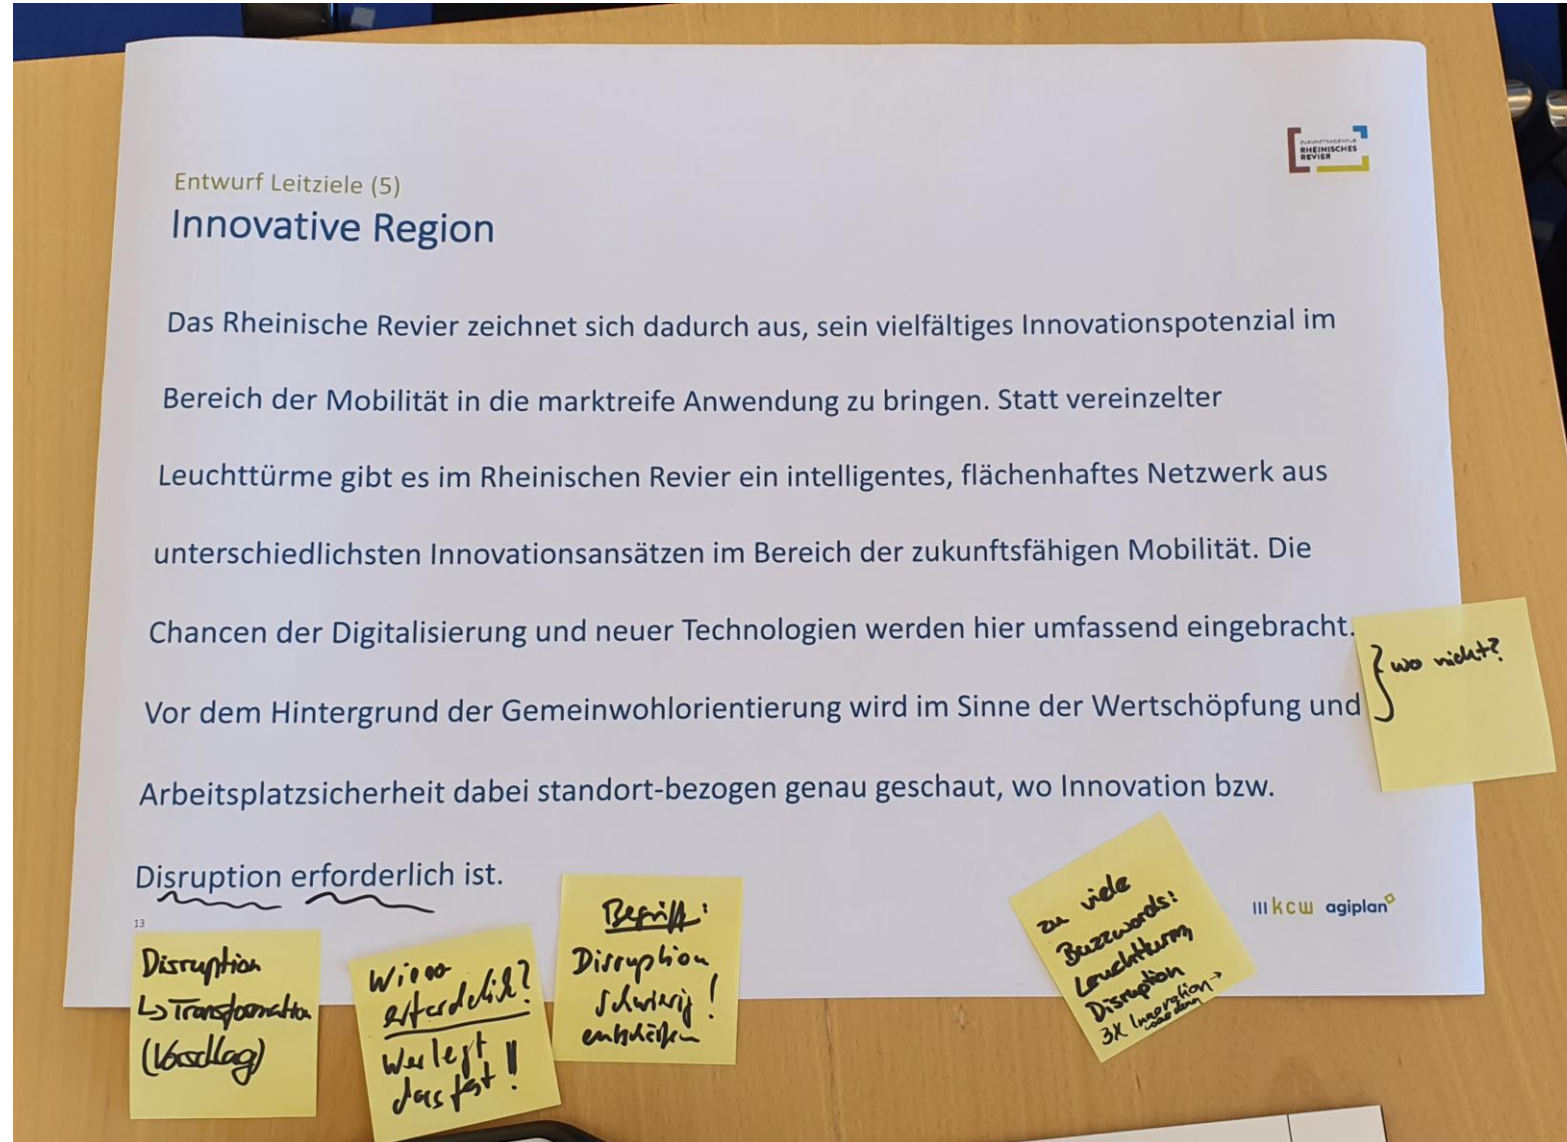 ZUKUNFTSAGENTUR
RHEINISCHES
REVIER
Entwurf Leitziele (5)
Innovative Region
Das Rheinische Revier zeichnet sich dadurch aus, sein vielfältiges Innovationspotenzial im
Bereich der Mobilität in die marktreife Anwendung zu bringen. Statt vereinzelter
Leuchttürme gibt es im Rheinischen Revier ein intelligentes, flächenhaftes Netzwerk aus
unterschiedlichsten Innovationsansätzen im Bereich der zukunftsfähigen Mobilität. Die
Chancen der Digitalisierung und neuer Technologien werden hier umfassend eingebracht.
Vor dem Hintergrund der Gemeinwohlorientierung wird im Sinne der Wertschöpfung und
Arbeitsplatzsicherheit dabei standort-bezogen genau geschaut, wo Innovation bzw.
Disruption erforderlich ist.
wo nicht?
13
kcw agiplan
Disruption
↳ Transformation
(Vorschlag)
erforderlich?
Wer legt
das fest!!
Begriff:
Disruption
schwierig!
entschärfen
zu viele
Buzzwords:
Leuchtturm,
Disruption
3x Innovation →